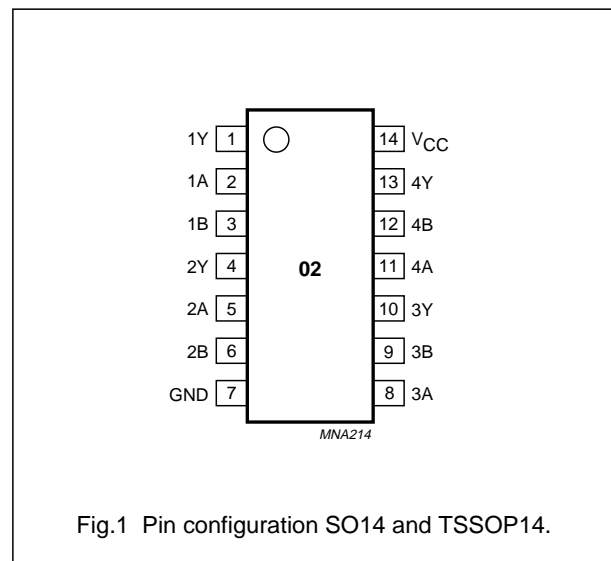 1Y 1 14 VCC
1A 2 13 4Y
1B 3 12 4B
2Y 4 02 11 4A
2A 5 10 3Y
2B 6 9 3B
GND 7 8 3A
MNA214
Fig.1 Pin configuration SO14 and TSSOP14.